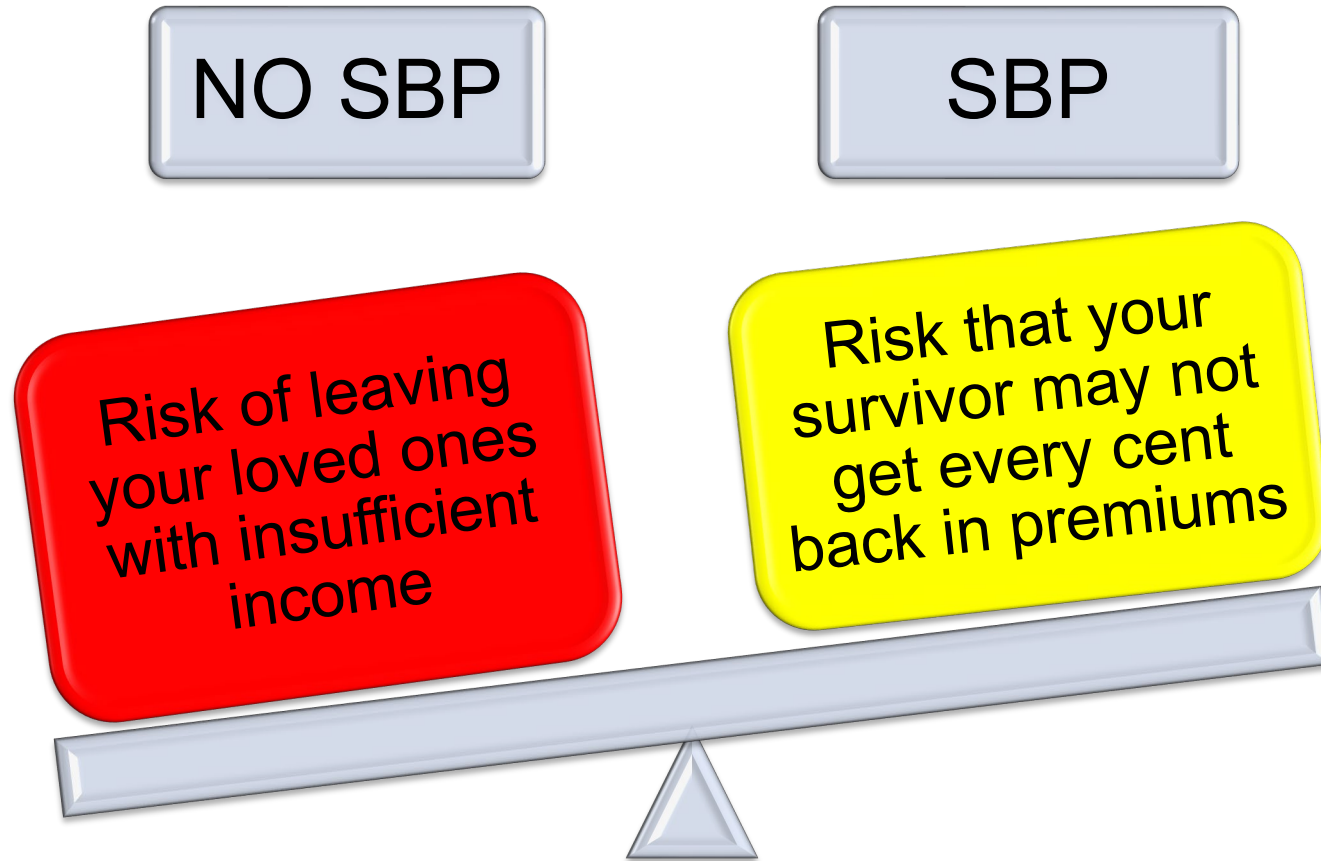 NO SBP
SBP
Risk of leaving
your loved ones
with insufficient
income
Risk that your
survivor may not
get every cent
back in premiums